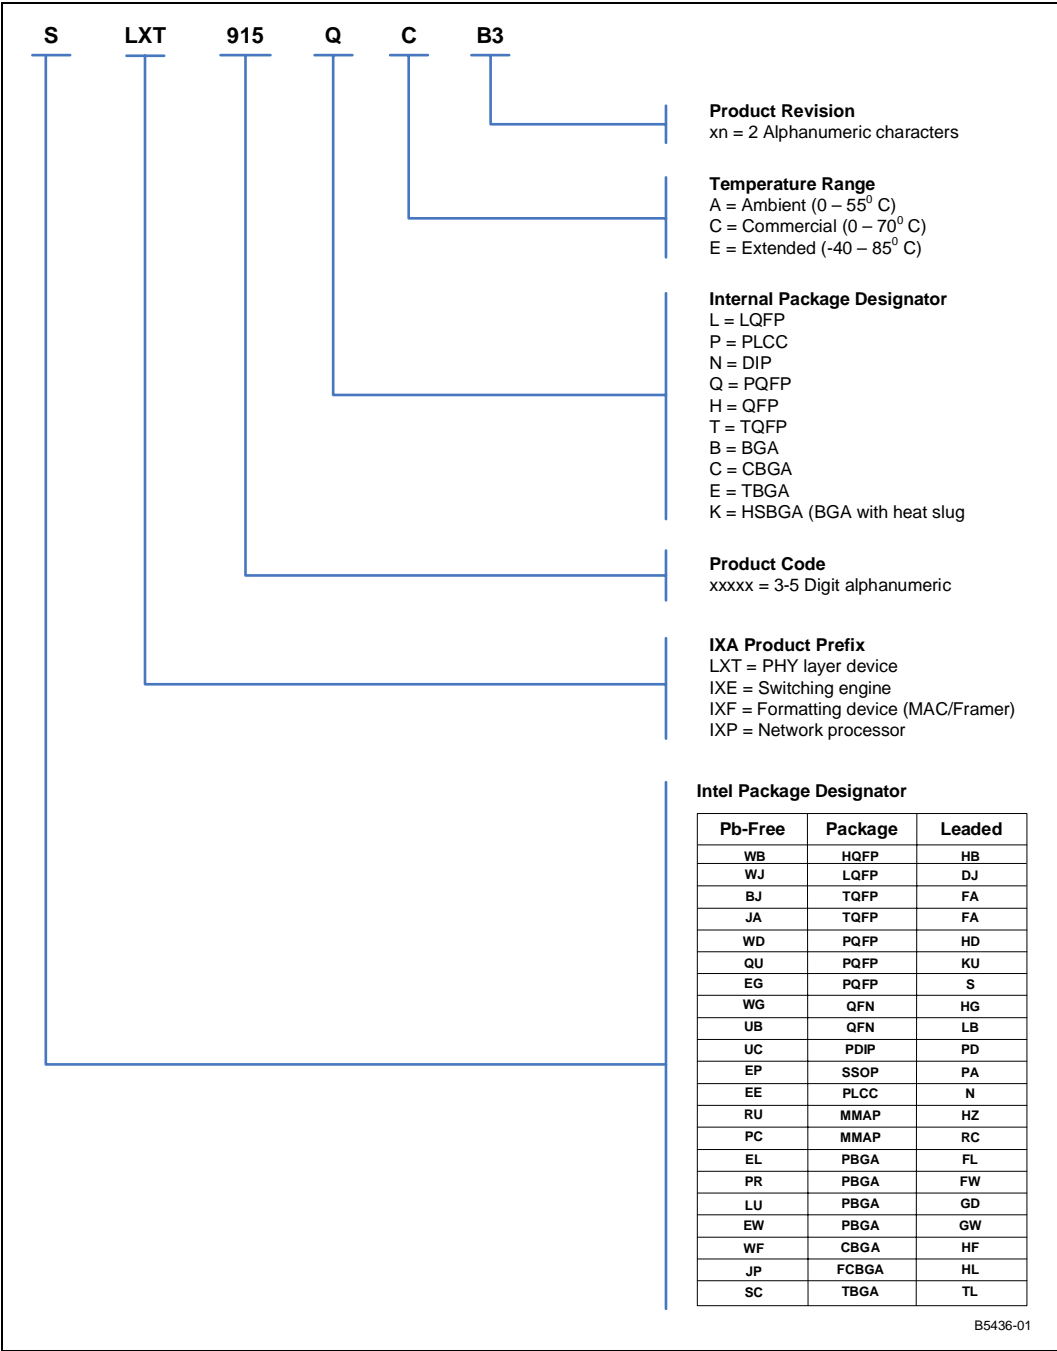 S LXT 915 Q C B3
Product Revision
xn = 2 Alphanumeric characters
Temperature Range
A = Ambient (0 – 55⁰ C)
C = Commercial (0 – 70⁰ C)
E = Extended (-40 – 85⁰ C)
Internal Package Designator
L = LQFP
P = PLCC
N = DIP
Q = PQFP
H = QFP
T = TQFP
B = BGA
C = CBGA
E = TBGA
K = HSBGA (BGA with heat slug
Product Code
xxxxx = 3-5 Digit alphanumeric
IXA Product Prefix
LXT = PHY layer device
IXE = Switching engine
IXF = Formatting device (MAC/Framer)
IXP = Network processor
Intel Package Designator
Pb-Free Package Leaded
WB HQFP HB
WJ LQFP DJ
BJ TQFP FA
JA TQFP FA
WD PQFP HD
QU PQFP KU
EG PQFP S
WG QFN HG
UB QFN LB
UC PDIP PD
EP SSOP PA
EE PLCC N
RU MMAP HZ
PC MMAP RC
EL PBGA FL
PR PBGA FW
LU PBGA GD
EW PBGA GW
WF CBGA HF
JP FCBGA HL
SC TBGA TL
B5436-01